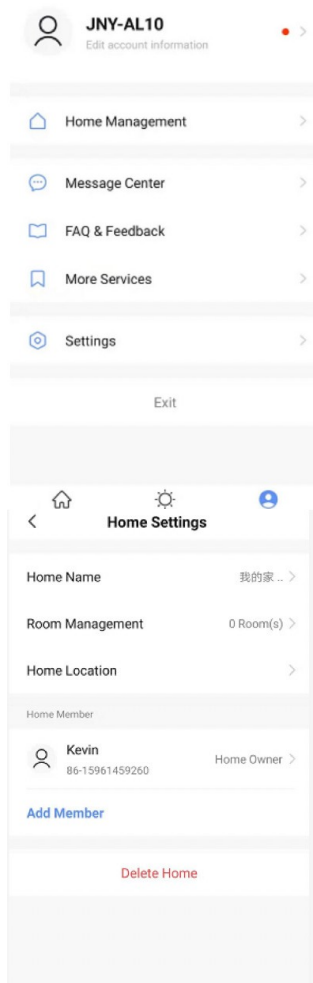 JNY-AL10
Edit account information
Home Management
Message Center
FAQ & Feedback
More Services
Settings
Exit
Home Settings
Home Name 我的家 ..
Room Management 0 Room(s)
Home Location
Home Member
Kevin
86-15961459260
Home Owner
Add Member
Delete Home